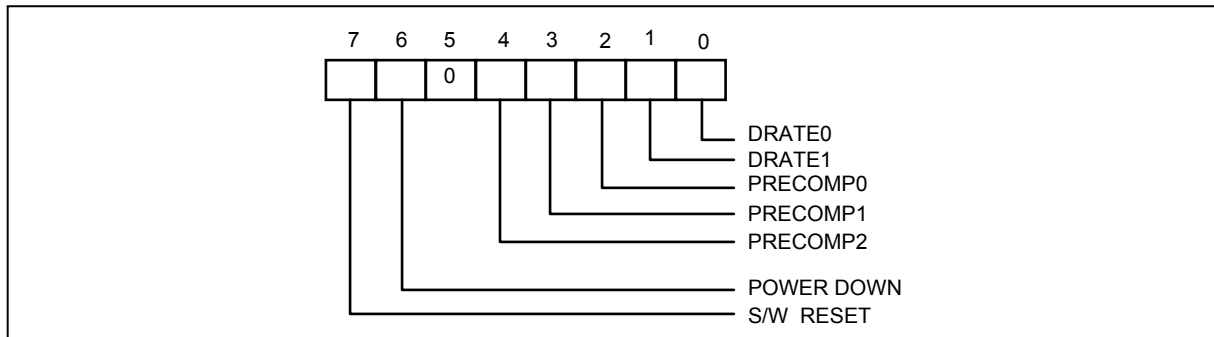 7 6 5 4 3 2 1 0
0
DRATE0
DRATE1
PRECOMP0
PRECOMP1
PRECOMP2
POWER DOWN
S/W RESET